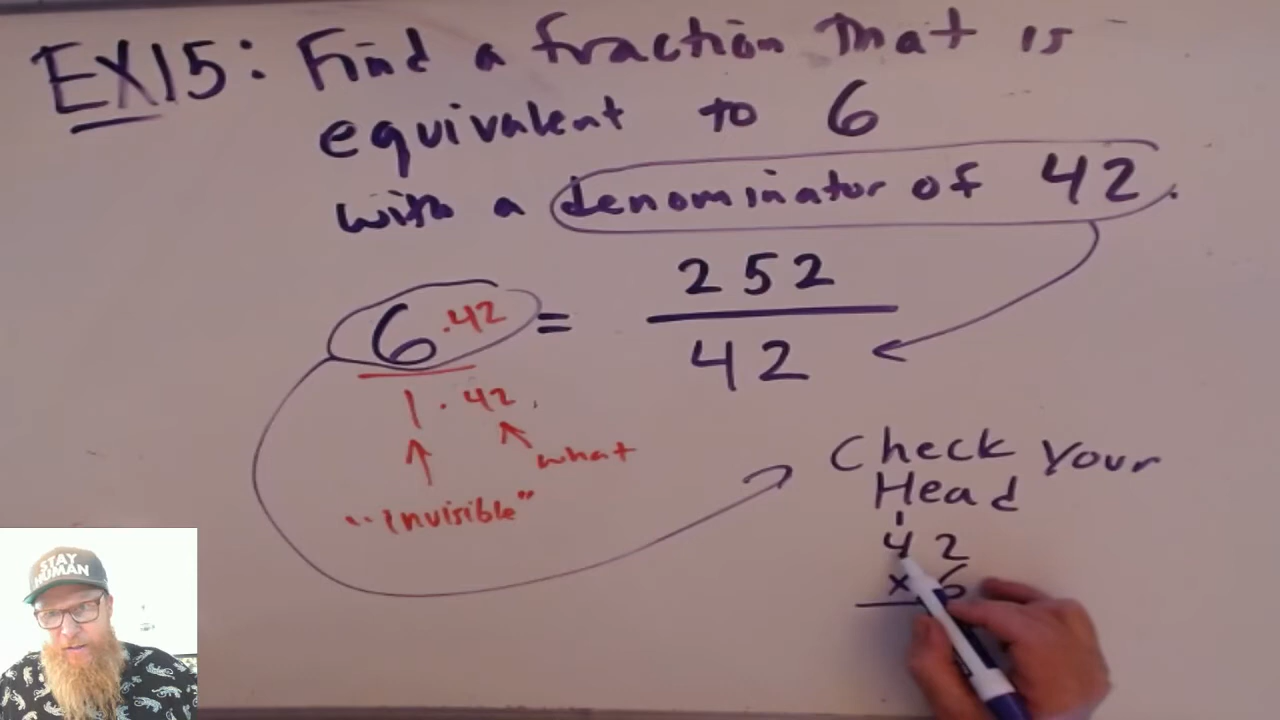 EX15: Find a fraction that is
equivalent to 6
with a denominator of 42.
6 · 42 = 252
1 · 42 42
"invisible" what
Check your
Head
1
42
x 6
STAY
HUMAN